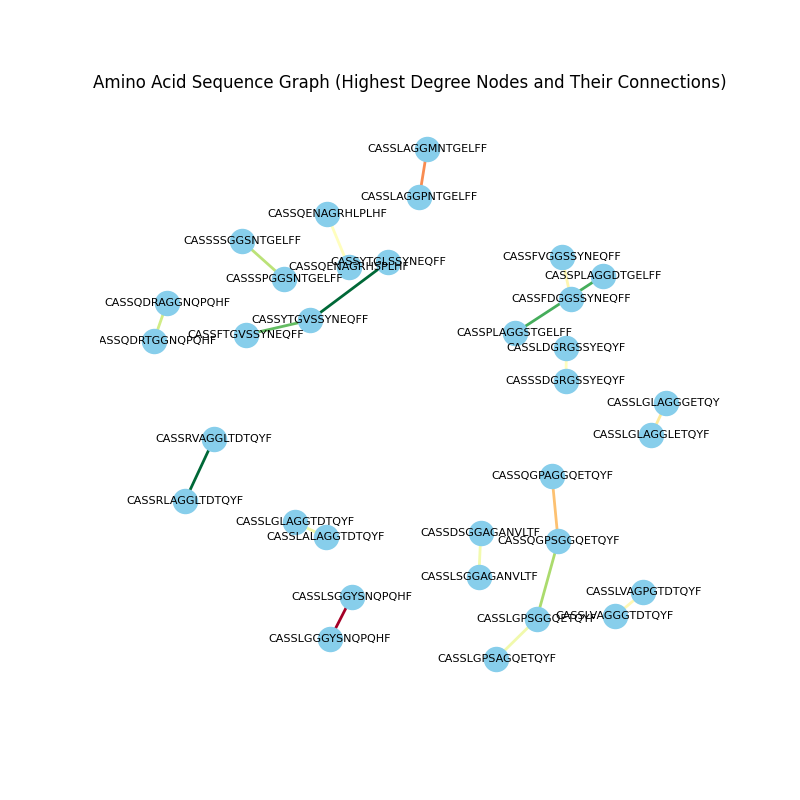 Amino Acid Sequence Graph (Highest Degree Nodes and Their Connections)
CASSLAGGMNTGELFF
CASSLAGGPNTGELFF
CASSQENAGRHLPLHF
CASSSSGGSNTGELFF
CASSFVGGSSYNEQFF
CASSYTGLSSYNEQFF
CASSQENAGRHSPLHF
CASSPLAGGDTGELFF
CASSSPGGSNTGELFF
CASSFDGGSSYNEQFF
CASSQDRAGGNQPQHF
CASSYTGVSSYNEQFF
CASSPLAGGSTGELFF
CASSFTGVSSYNEQFF
ASSQDRTGGNQPQHF
CASSLDGRGSSYEQYF
CASSSDGRGSSYEQYF
CASSLGLAGGGETQY
CASSLGLAGGLETQYF
CASSRVAGGLTDTQYF
CASSQGPAGGQETQYF
CASSRLAGGLTDTQYF
CASSLGLAGGTDTQYF
CASSDSGGAGANVLTF
CASSLALAGGTDTQYF
CASSQGPSGGQETQYF
CASSLSGGAGANVLTF
CASSLVAGPGTDTQYF
CASSLSGGYSNQPQHF
CASSLVAGGGTDTQYF
CASSLGPSGGQETQYF
CASSLGGGYSNQPQHF
CASSLGPSAGQETQYF